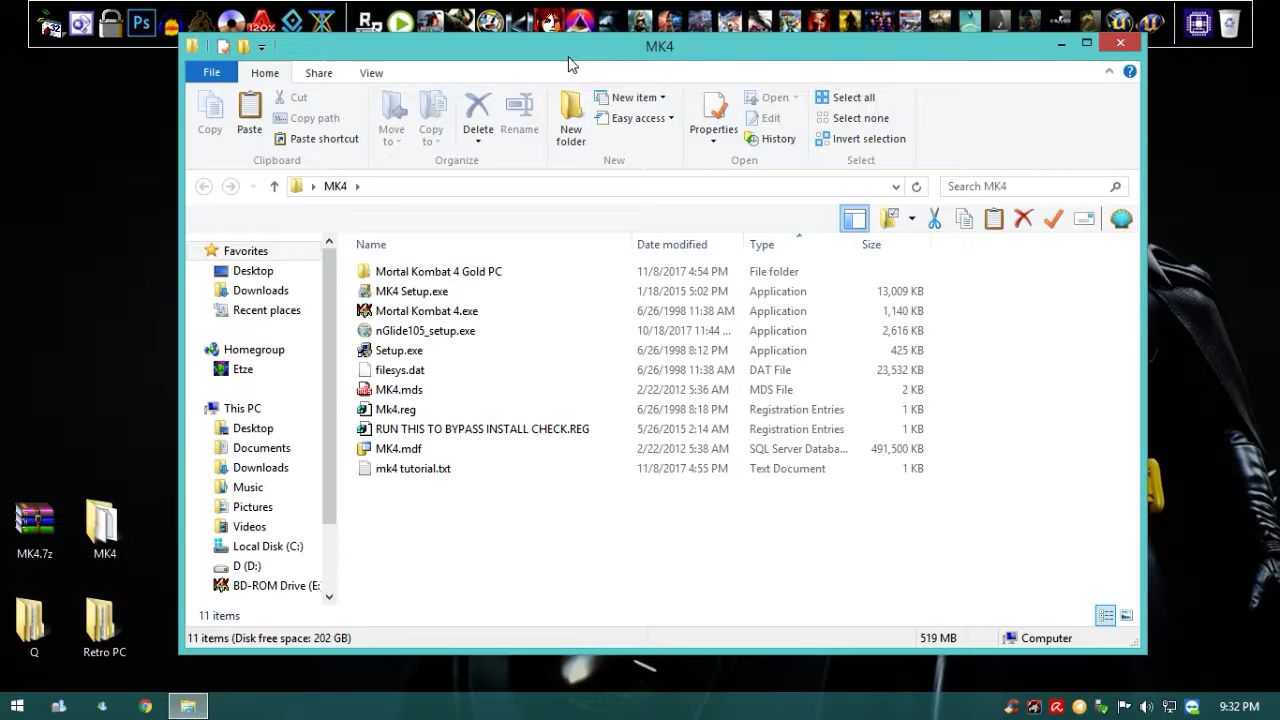 MK4
File Home Share View
Copy Paste Cut Copy path Paste shortcut Move to Copy to Delete Rename New folder New item Easy access Properties Open Edit History Select all Select none Invert selection
Clipboard Organize New Open Select
MK4 Search MK4
Name Date modified Type Size
Mortal Kombat 4 Gold PC 11/8/2017 4:54 PM File folder
MK4 Setup.exe 1/18/2015 5:02 PM Application 13,009 KB
Mortal Kombat 4.exe 6/26/1998 11:38 AM Application 1,140 KB
nGlide105_setup.exe 10/18/2017 11:44 ... Application 2,616 KB
Setup.exe 6/26/1998 8:12 PM Application 425 KB
filesys.dat 6/26/1998 11:38 AM DAT File 23,532 KB
MK4.mds 2/22/2012 5:36 AM MDS File 2 KB
Mk4.reg 6/26/1998 8:18 PM Registration Entries 1 KB
RUN THIS TO BYPASS INSTALL CHECK.REG 5/26/2015 2:14 AM Registration Entries 1 KB
MK4.mdf 2/22/2012 5:38 AM SQL Server Databa... 491,500 KB
mk4 tutorial.txt 11/8/2017 4:55 PM Text Document 1 KB
Favorites
Desktop
Downloads
Recent places
Homegroup
Etze
This PC
Desktop
Documents
Downloads
Music
Pictures
Videos
Local Disk (C:)
D (D:)
BD-ROM Drive (E:
11 items
11 items (Disk free space: 202 GB) 519 MB Computer
MK4.7z MK4
Q Retro PC
9:32 PM